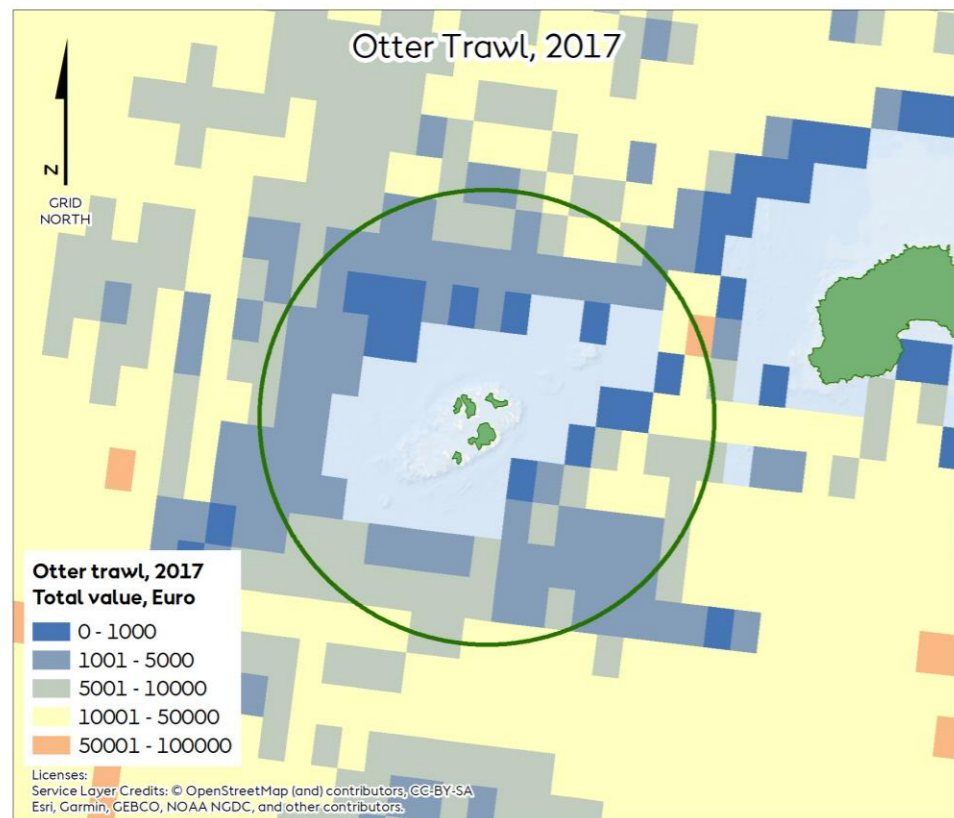 Otter Trawl, 2017
N
GRID
NORTH
Otter trawl, 2017
Total value, Euro
0 - 1000
1001 - 5000
5001 - 10000
10001 - 50000
50001 - 100000
Licenses:
Service Layer Credits: © OpenStreetMap (and) contributors, CC-BY-SA
Esri, Garmin, GEBCO, NOAA NGDC, and other contributors.